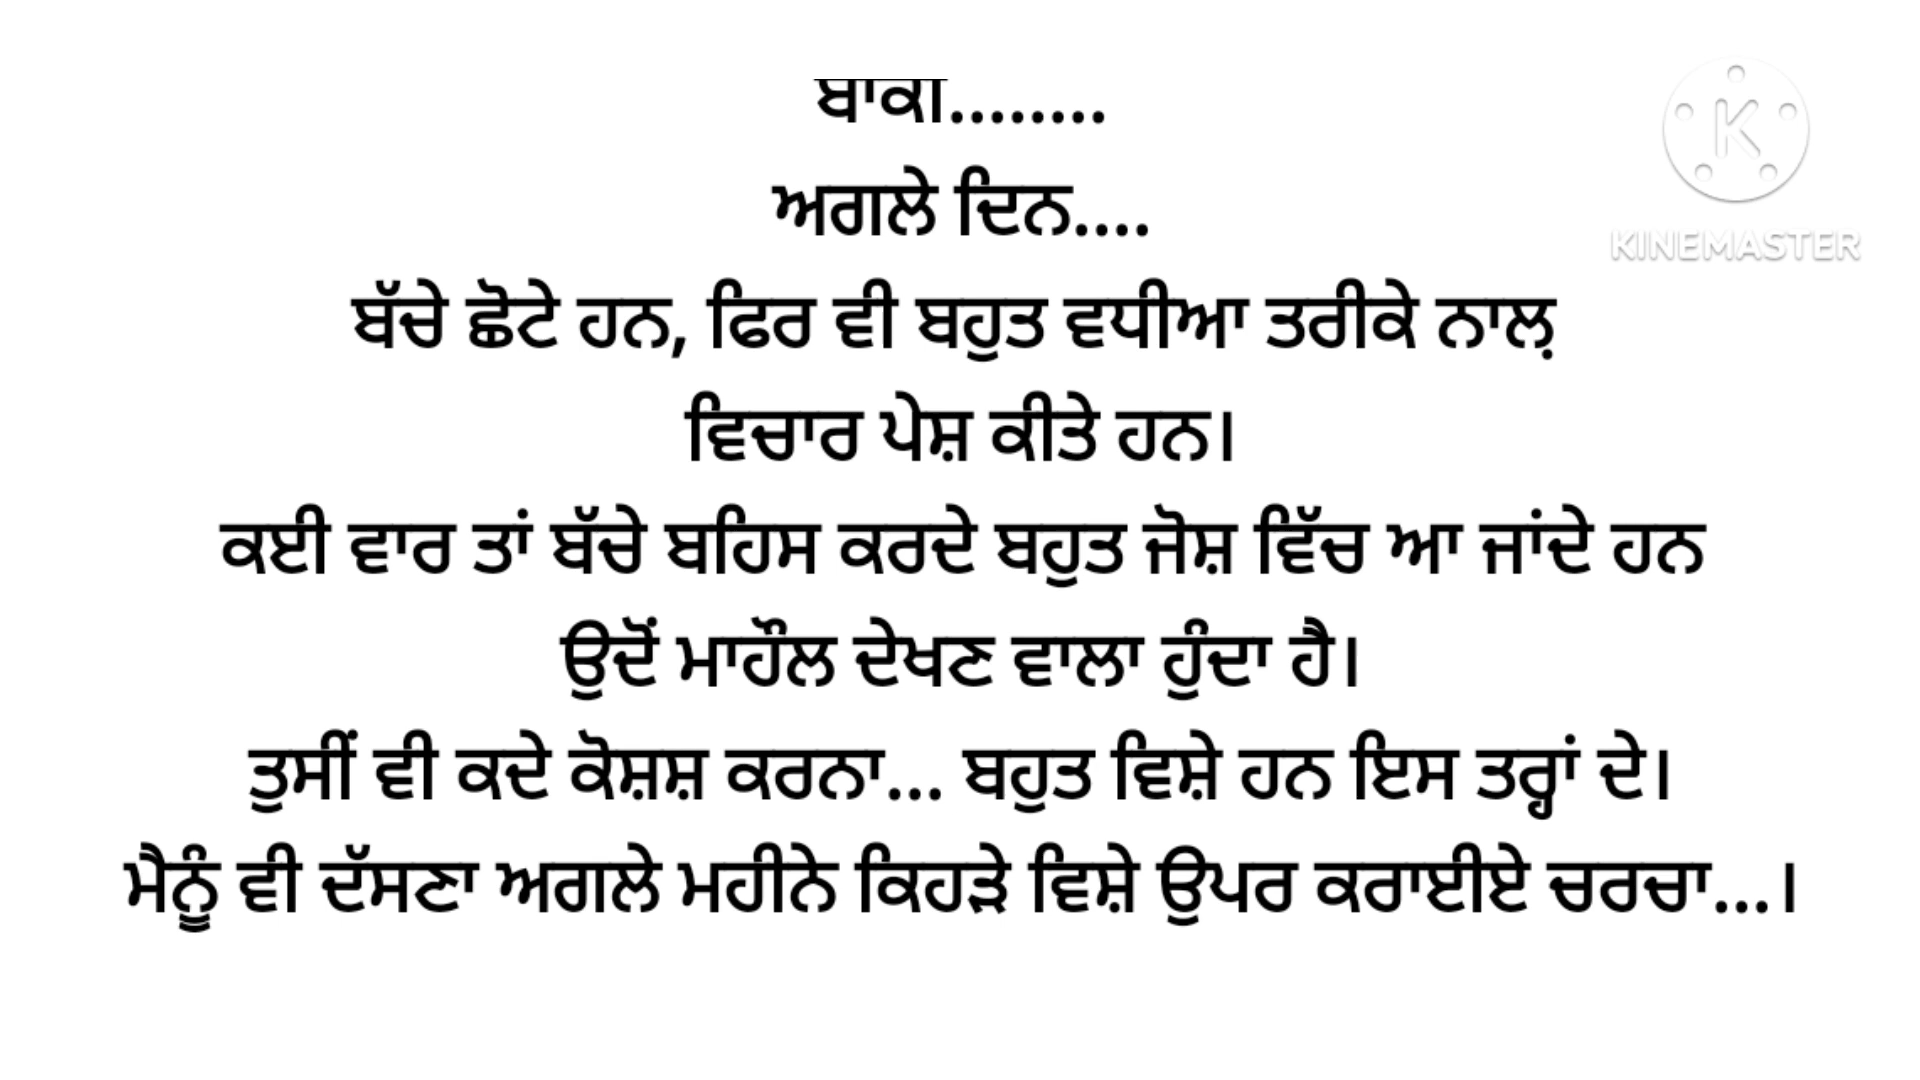 ਬਾਕੀ........
ਅਗਲੇ ਦਿਨ....
ਬੱਚੇ ਛੋਟੇ ਹਨ, ਫਿਰ ਵੀ ਬਹੁਤ ਵਧੀਆ ਤਰੀਕੇ ਨਾਲ਼
ਵਿਚਾਰ ਪੇਸ਼ ਕੀਤੇ ਹਨ।
ਕਈ ਵਾਰ ਤਾਂ ਬੱਚੇ ਬਹਿਸ ਕਰਦੇ ਬਹੁਤ ਜੋਸ਼ ਵਿੱਚ ਆ ਜਾਂਦੇ ਹਨ
ਉਦੋਂ ਮਾਹੌਲ ਦੇਖਣ ਵਾਲਾ ਹੁੰਦਾ ਹੈ।
ਤੁਸੀਂ ਵੀ ਕਦੇ ਕੋਸ਼ਸ਼ ਕਰਨਾ... ਬਹੁਤ ਵਿਸ਼ੇ ਹਨ ਇਸ ਤਰ੍ਹਾਂ ਦੇ।
ਮੈਨੂੰ ਵੀ ਦੱਸਣਾ ਅਗਲੇ ਮਹੀਨੇ ਕਿਹੜੇ ਵਿਸ਼ੇ ਉਪਰ ਕਰਾਈਏ ਚਰਚਾ...।
K
KINEMASTER